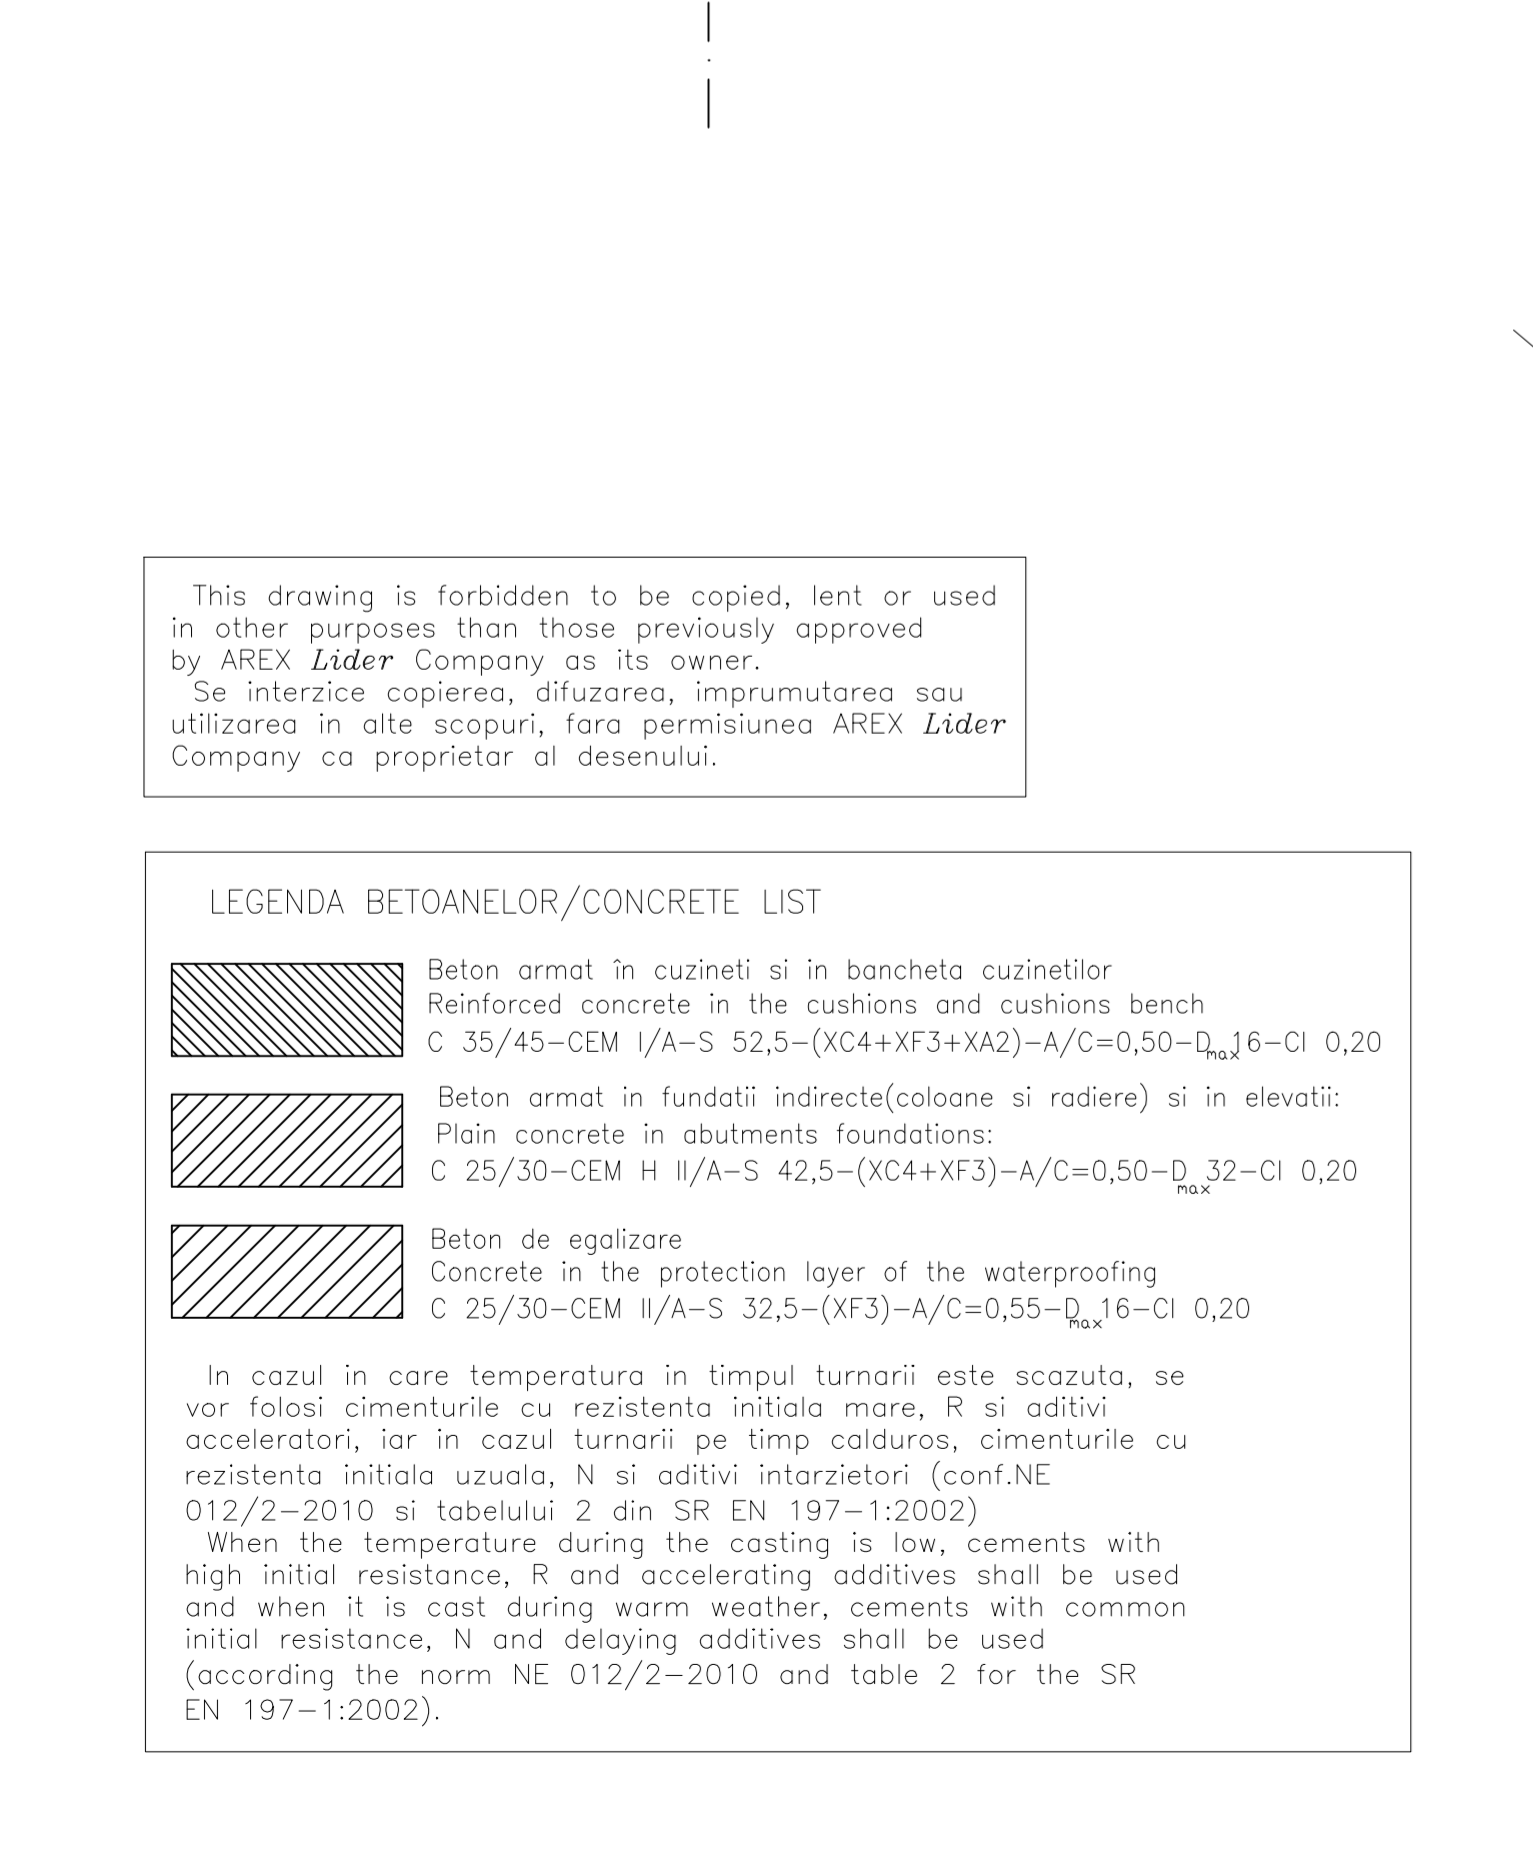 This drawing is forbidden to be copied, lent or used
in other purposes than those previously approved
by AREX Lider Company as its owner.
Se interzice copierea, difuzarea, imprumutarea sau
utilizarea in alte scopuri, fara permisiunea AREX Lider
Company ca proprietar al desenului.
LEGENDA BETOANELOR/CONCRETE LIST
Beton armat în cuzineti si in bancheta cuzinetilor
Reinforced concrete in the cushions and cushions bench
C 35/45-CEM I/A-S 52,5-(XC4+XF3+XA2)-A/C=0,50-Dmax16-Cl 0,20
Beton armat in fundatii indirecte(coloane si radiere) si in elevatii:
Plain concrete in abutments foundations:
C 25/30-CEM H II/A-S 42,5-(XC4+XF3)-A/C=0,50-Dmax32-Cl 0,20
Beton de egalizare
Concrete in the protection layer of the waterproofing
C 25/30-CEM II/A-S 32,5-(XF3)-A/C=0,55-Dmax16-Cl 0,20
In cazul in care temperatura in timpul turnarii este scazuta, se
vor folosi cimenturile cu rezistenta initiala mare, R si aditivi
acceleratori, iar in cazul turnarii pe timp calduros, cimenturile cu
rezistenta initiala uzuala, N si aditivi intarzietori (conf.NE
012/2-2010 si tabelului 2 din SR EN 197-1:2002)
When the temperature during the casting is low, cements with
high initial resistance, R and accelerating additives shall be used
and when it is cast during warm weather, cements with common
initial resistance, N and delaying additives shall be used
(according the norm NE 012/2-2010 and table 2 for the SR
EN 197-1:2002).